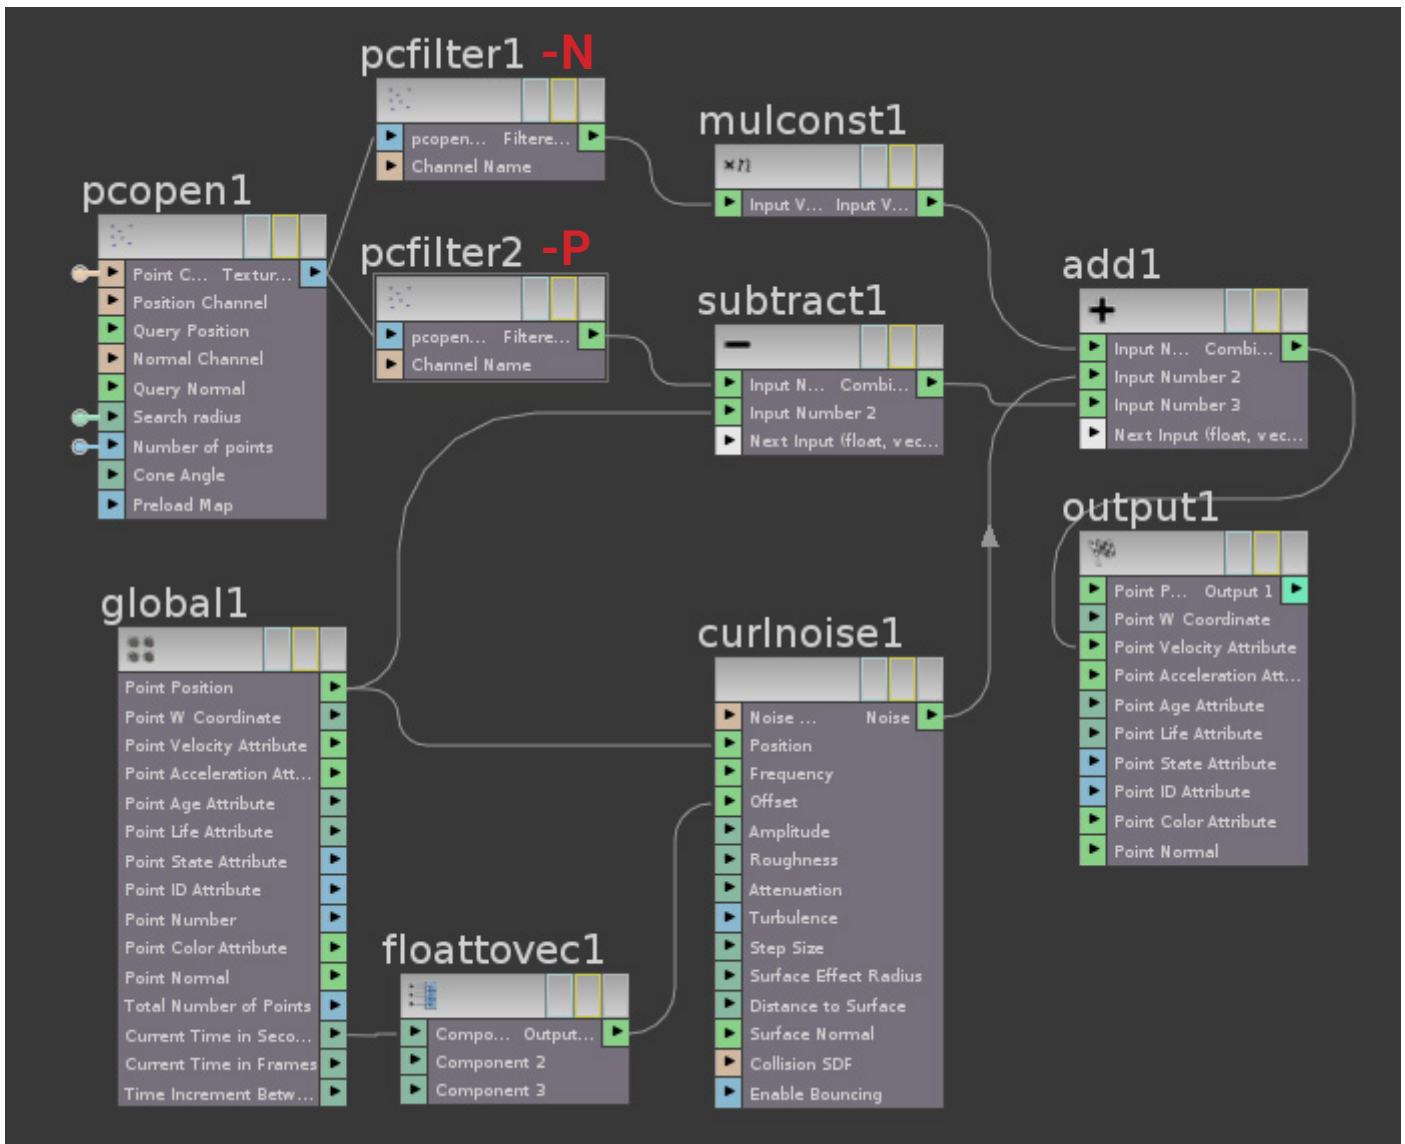 pcfilter1 -N
pcopen... Filtere...
Channel Name
mulconst1
×n
Input V... Input V...
pcopen1
Point C... Textur...
Position Channel
Query Position
Normal Channel
Query Normal
Search radius
Number of points
Cone Angle
Preload Map
pcfilter2 -P
pcopen... Filtere...
Channel Name
subtract1
Input N... Combi...
Input Number 2
Next Input (float, vec...
add1
Input N... Combi...
Input Number 2
Input Number 3
Next Input (float, vec...
output1
Point P... Output 1
Point W Coordinate
Point Velocity Attribute
Point Acceleration Att...
Point Age Attribute
Point Life Attribute
Point State Attribute
Point ID Attribute
Point Color Attribute
Point Normal
global1
Point Position
Point W Coordinate
Point Velocity Attribute
Point Acceleration Att...
Point Age Attribute
Point Life Attribute
Point State Attribute
Point ID Attribute
Point Number
Point Color Attribute
Point Normal
Total Number of Points
Current Time in Seco...
Current Time in Frames
Time Increment Betw...
floattovec1
Compo... Output...
Component 2
Component 3
curlnoise1
Noise ... Noise
Position
Frequency
Offset
Amplitude
Roughness
Attenuation
Turbulence
Step Size
Surface Effect Radius
Distance to Surface
Surface Normal
Collision SDF
Enable Bouncing